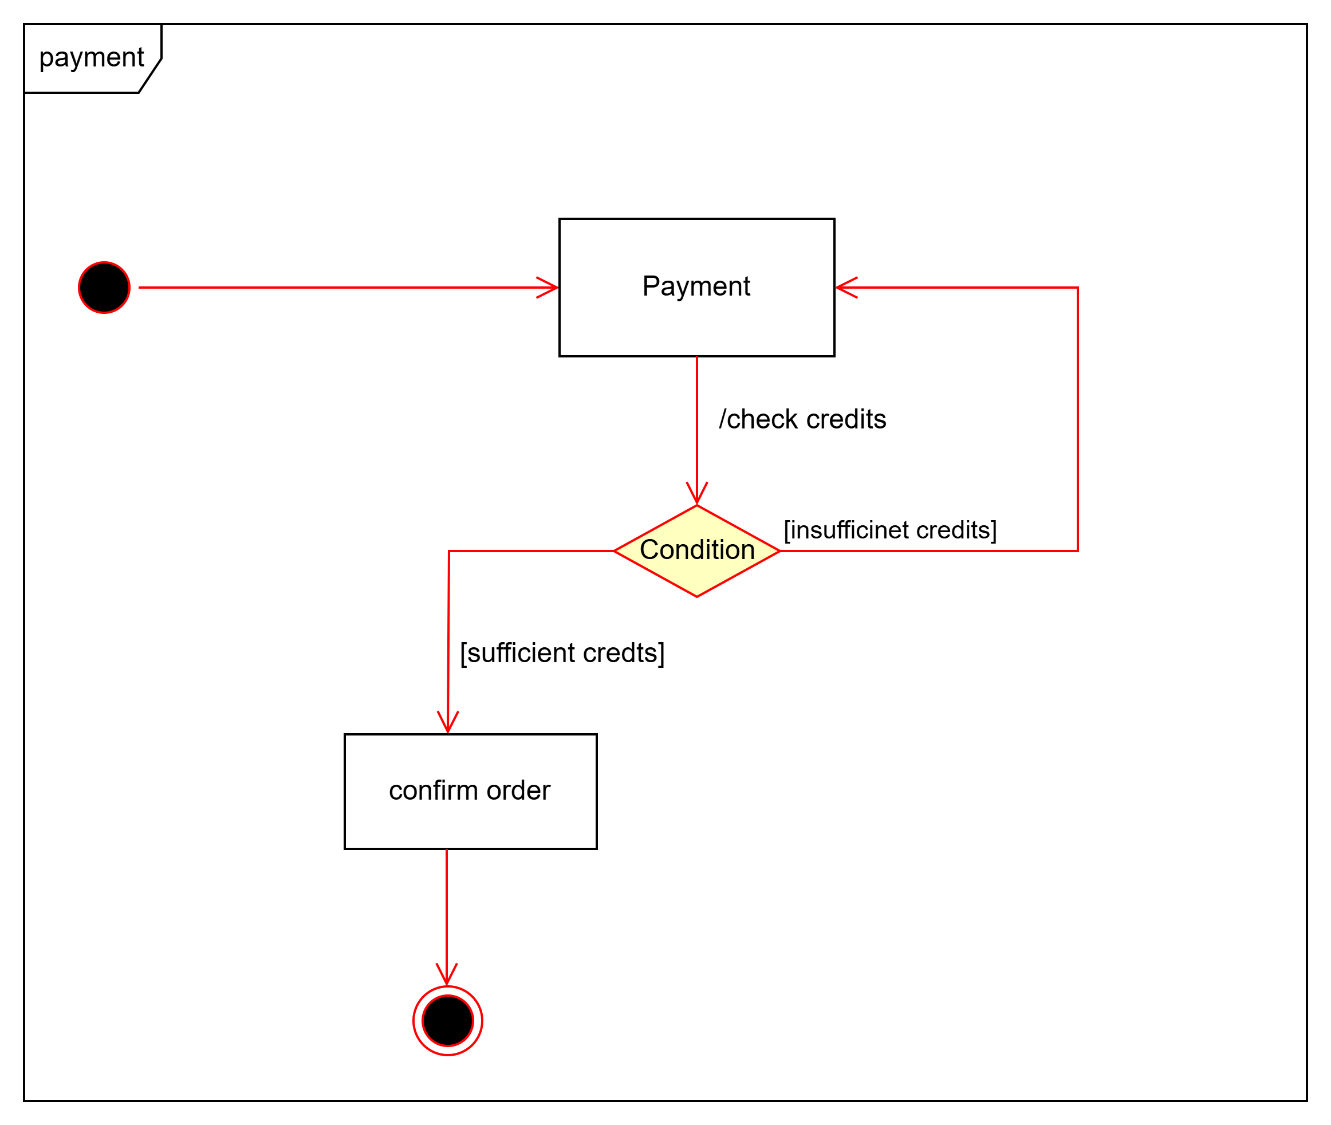 payment
Payment
/check credits
[insufficinet credits]
Condition
[sufficient credts]
confirm order